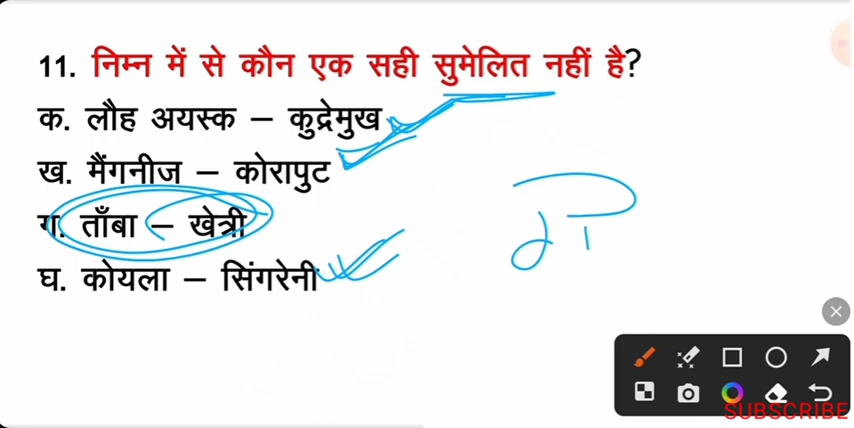 11. निम्न में से कौन एक सही सुमेलित नहीं है?
क. लौह अयस्क – कुद्रेमुख
ख. मैंगनीज – कोरापुट
ग. ताँबा – खेत्री
घ. कोयला – सिंगरेनी
SUBSCRIBE